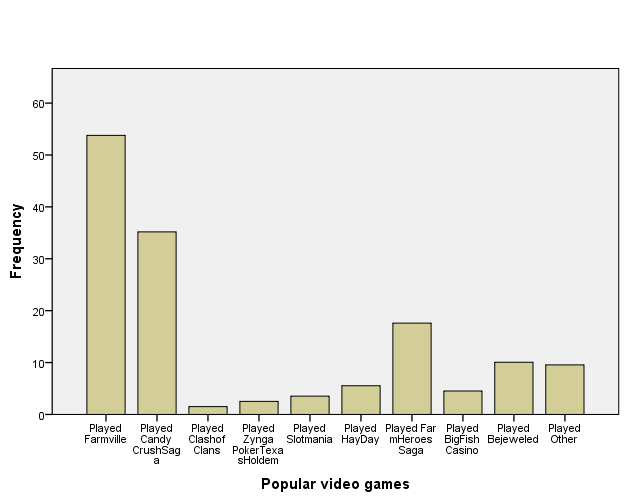 Frequency
60
50
40
30
20
10
0
Played
Farmville
Played
Candy
CrushSag
a
Played
Clashof
Clans
Played
Zynga
PokerTexa
sHoldem
Played
Slotmania
Played
HayDay
Played Far
mHeroes
Saga
Played
BigFish
Casino
Played
Bejeweled
Played
Other
Popular video games